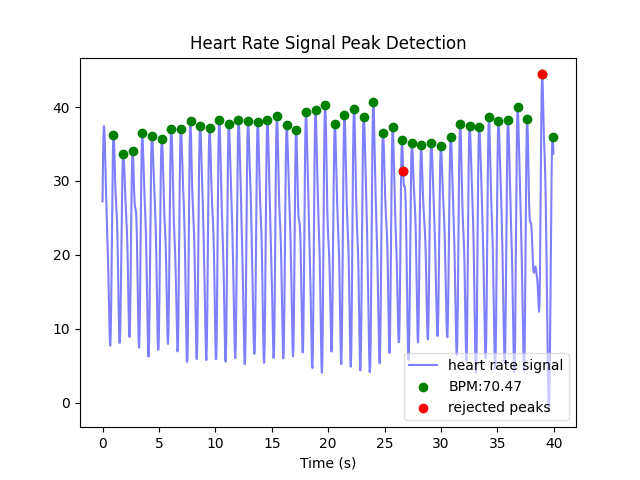 Heart Rate Signal Peak Detection
40
30
20
10
0
heart rate signal
BPM:70.47
rejected peaks
0 5 10 15 20 25 30 35 40
Time (s)